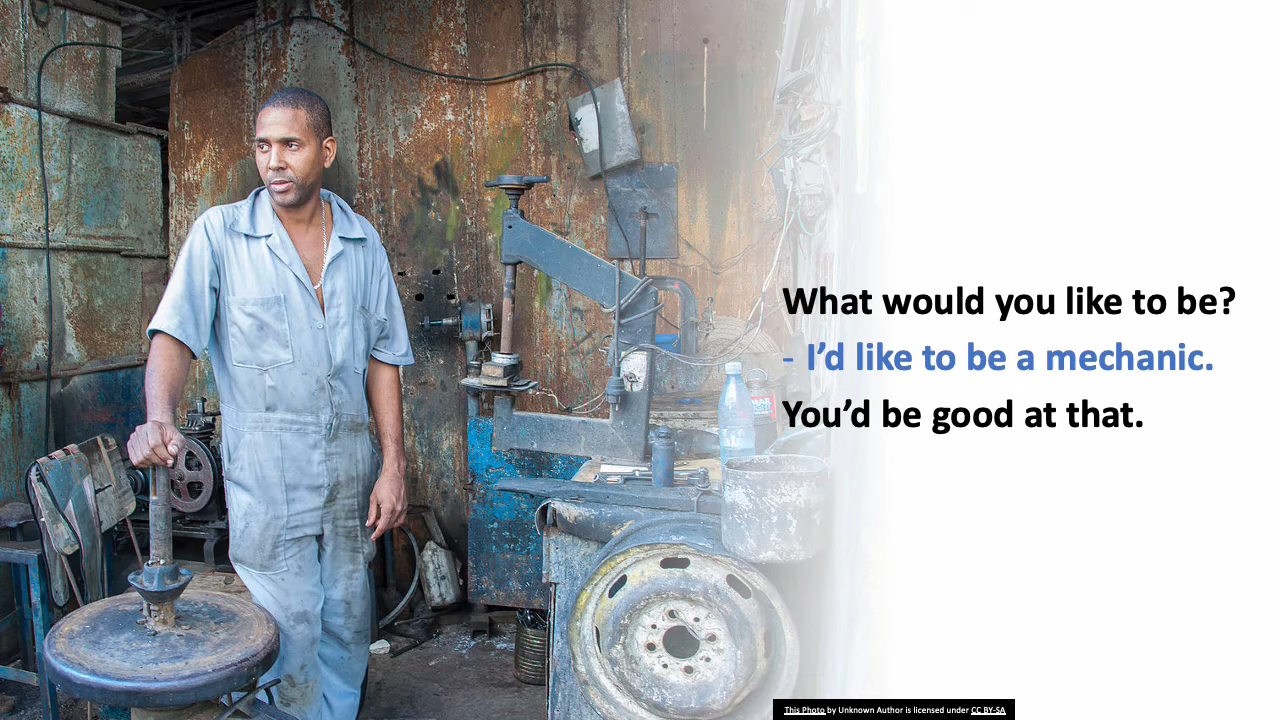 What would you like to be?
- I’d like to be a mechanic.
You’d be good at that.
This Photo by Unknown Author is licensed under CC BY-SA